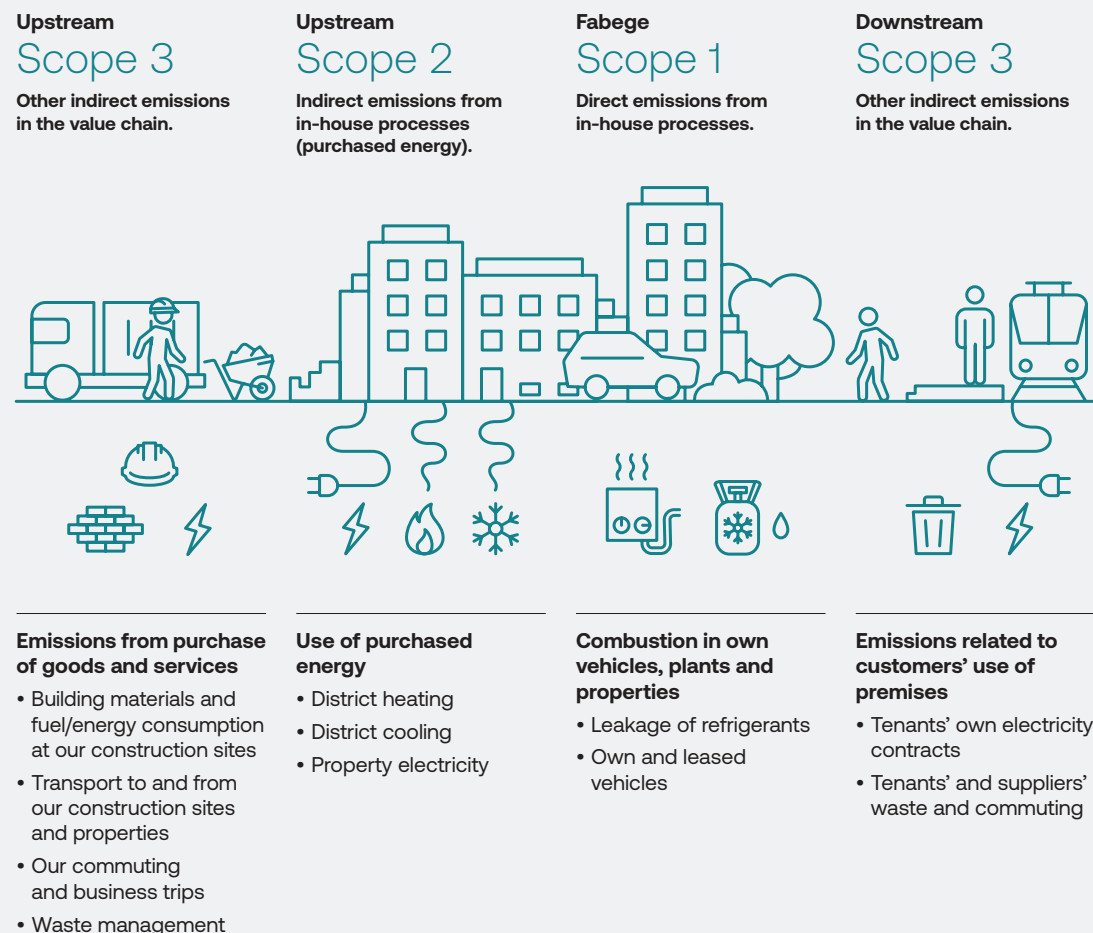 Upstream
Scope 3
Other indirect emissions
in the value chain.
Upstream
Scope 2
Indirect emissions from
in-house processes
(purchased energy).
Fabege
Scope 1
Direct emissions from
in-house processes.
Downstream
Scope 3
Other indirect emissions
in the value chain.
Emissions from purchase
of goods and services
• Building materials and
fuel/energy consumption
at our construction sites
• Transport to and from
our construction sites
and properties
• Our commuting
and business trips
• Waste management
Use of purchased
energy
• District heating
• District cooling
• Property electricity
Combustion in own
vehicles, plants and
properties
• Leakage of refrigerants
• Own and leased
vehicles
Emissions related to
customers’ use of
premises
• Tenants’ own electricity
contracts
• Tenants’ and suppliers’
waste and commuting